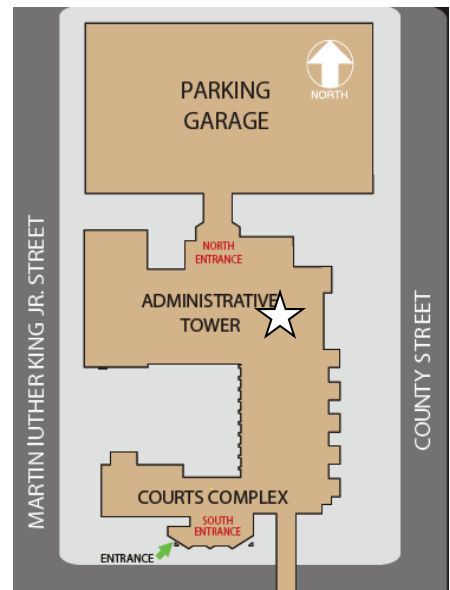 PARKING
GARAGE
NORTH
MARTIN lUTHER KING JR. STREET
NORTH
ENTRANCE
ADMINISTRATIVE
TOWER
COUNTY STREET
COURTS COMPLEX
SOUTH
ENTRANCE
ENTRANCE